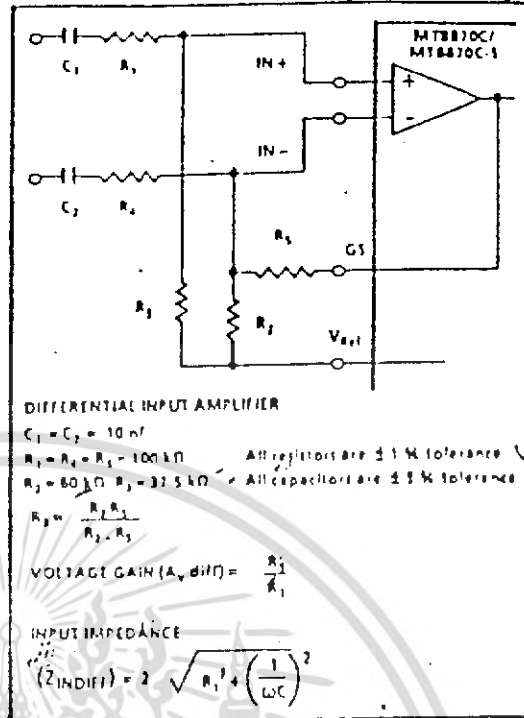 MT8870C/
MT8870C-1
C₁ R₁ IN+
+
IN- -
C₂ R₄
R₅ GS
R₃ R₂
VRef
DIFFERENTIAL INPUT AMPLIFIER
C₁ = C₂ = 10 nF
R₁ = R₄ = R₅ = 100 kΩ All resistors are ± 1 % tolerance
R₂ = 60 kΩ R₃ = 37.5 kΩ All capacitors are ± 5 % tolerance
R₃ = R₂ R₅ / R₂ + R₅
VOLTAGE GAIN (Aᵥ diff) = R₅ / R₁
INPUT IMPEDANCE
(Z INDIFF) = 2 √ R₁² + (1 / ωC)²